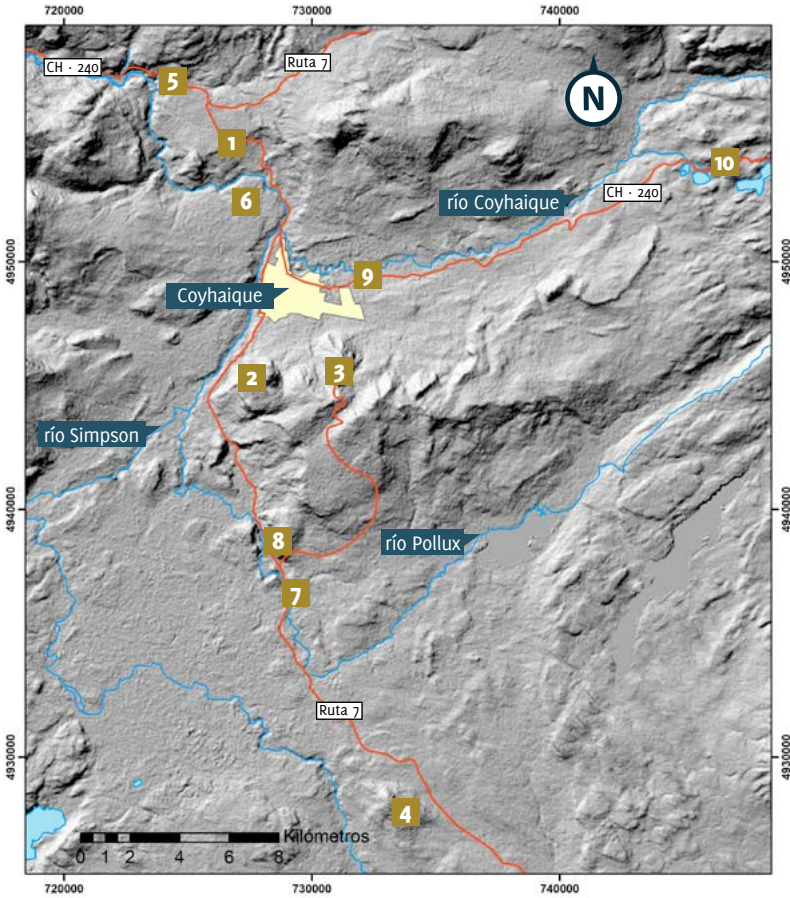 720000 730000 740000
Ruta 7
CH · 240
5
N
1
10
6
río Coyhaique
CH · 240
4950000
4950000
9
Coyhaique
2
3
río Simpson
4940000
4940000
8
río Pollux
7
Ruta 7
4930000
4930000
4
Kilómetros
0 1 2 4 6 8
720000 730000 740000